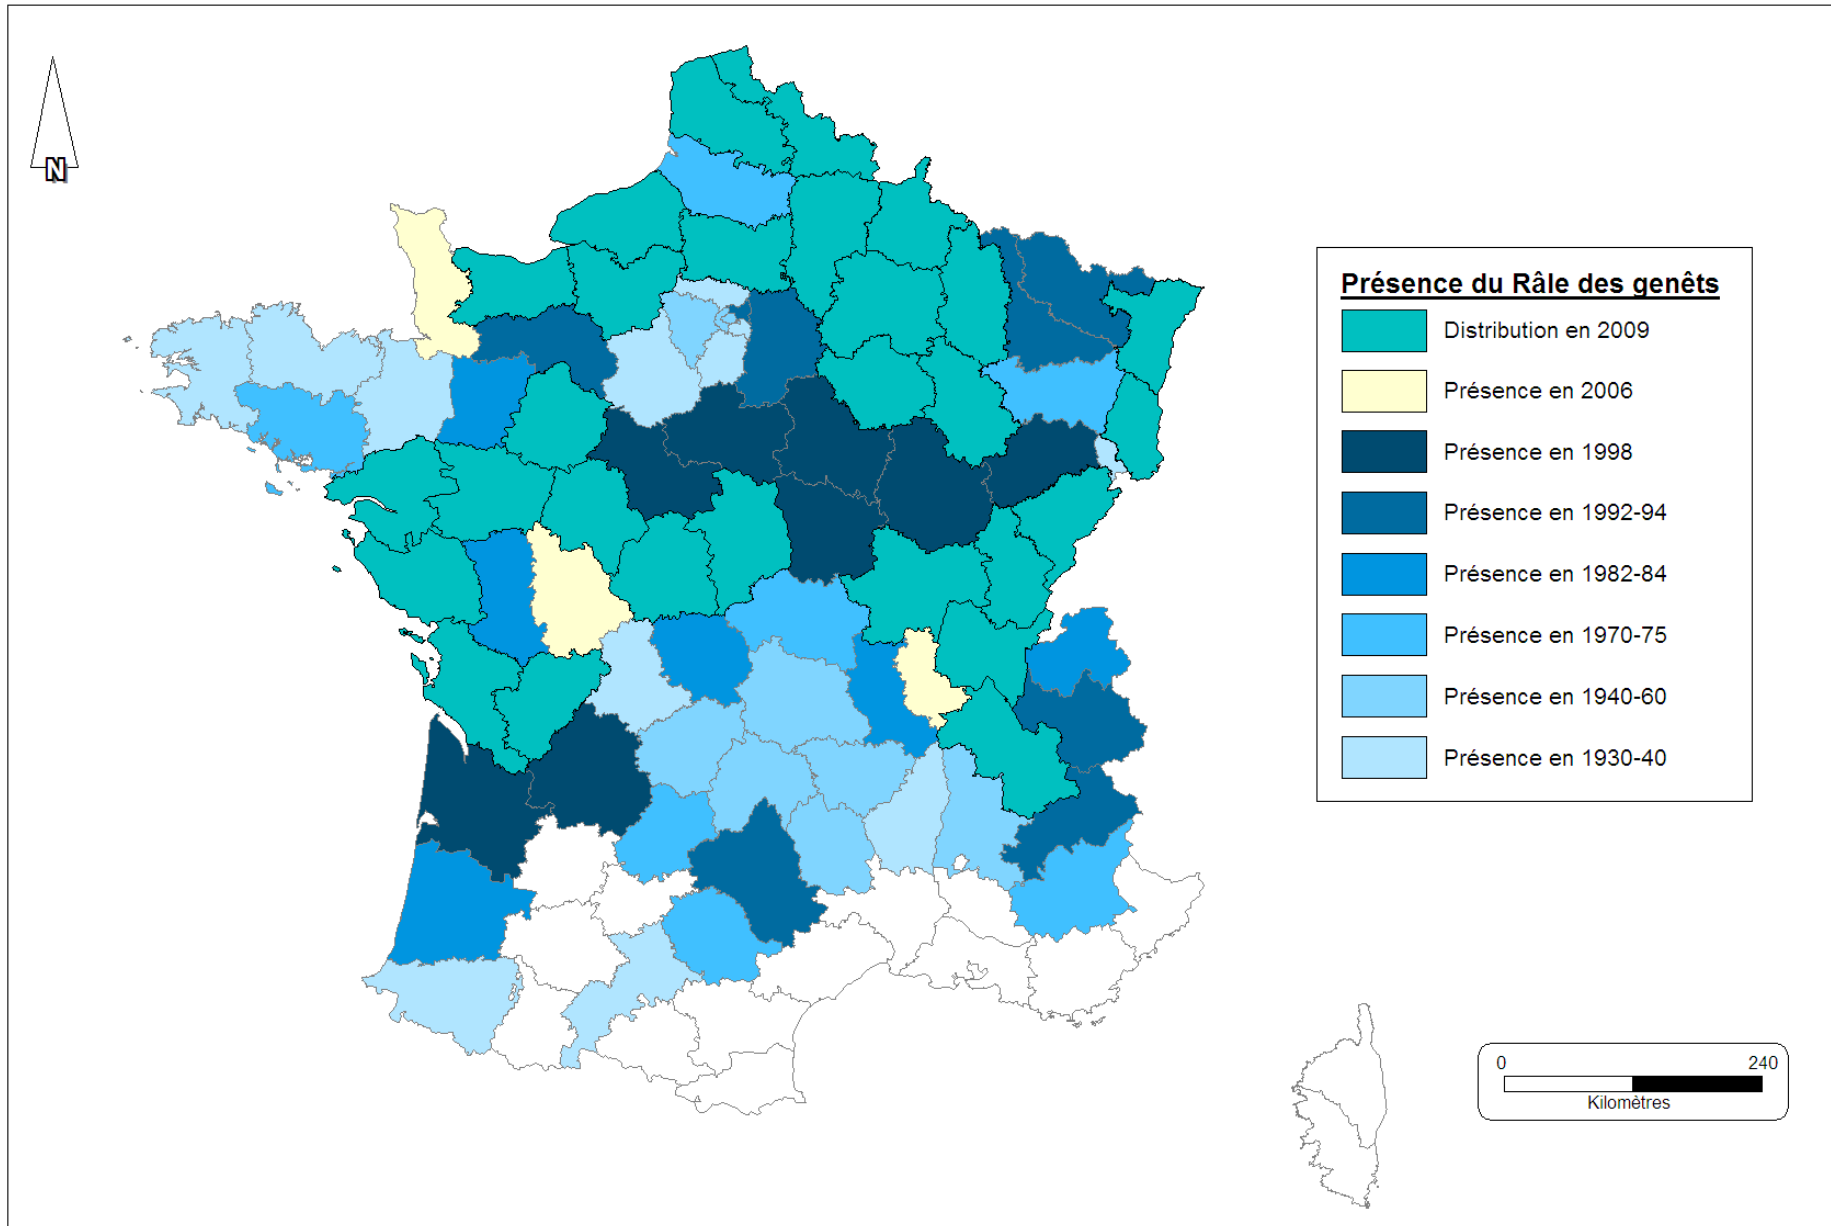 N
Présence du Râle des genêts
Distribution en 2009
Présence en 2006
Présence en 1998
Présence en 1992-94
Présence en 1982-84
Présence en 1970-75
Présence en 1940-60
Présence en 1930-40
0 240
Kilomètres